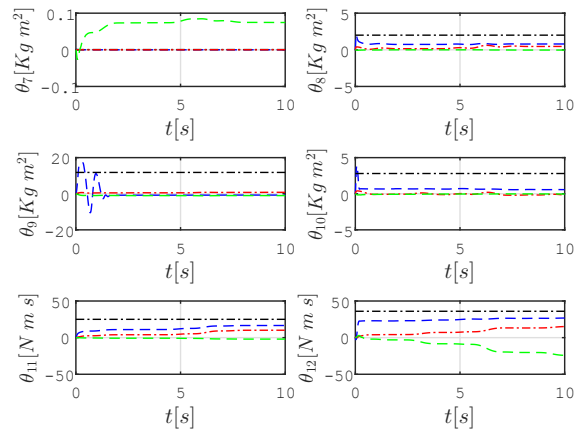 0.1
0
-0.1
θ₇[Kg m²]
0 5 10
t[s]
5
0
-5
θ₈[Kg m²]
0 5 10
t[s]
20
0
-20
θ₉[Kg m²]
0 5 10
t[s]
5
0
-5
θ₁₀[Kg m²]
0 5 10
t[s]
50
0
-50
θ₁₁[N m s]
0 5 10
t[s]
50
0
-50
θ₁₂[N m s]
0 5 10
t[s]